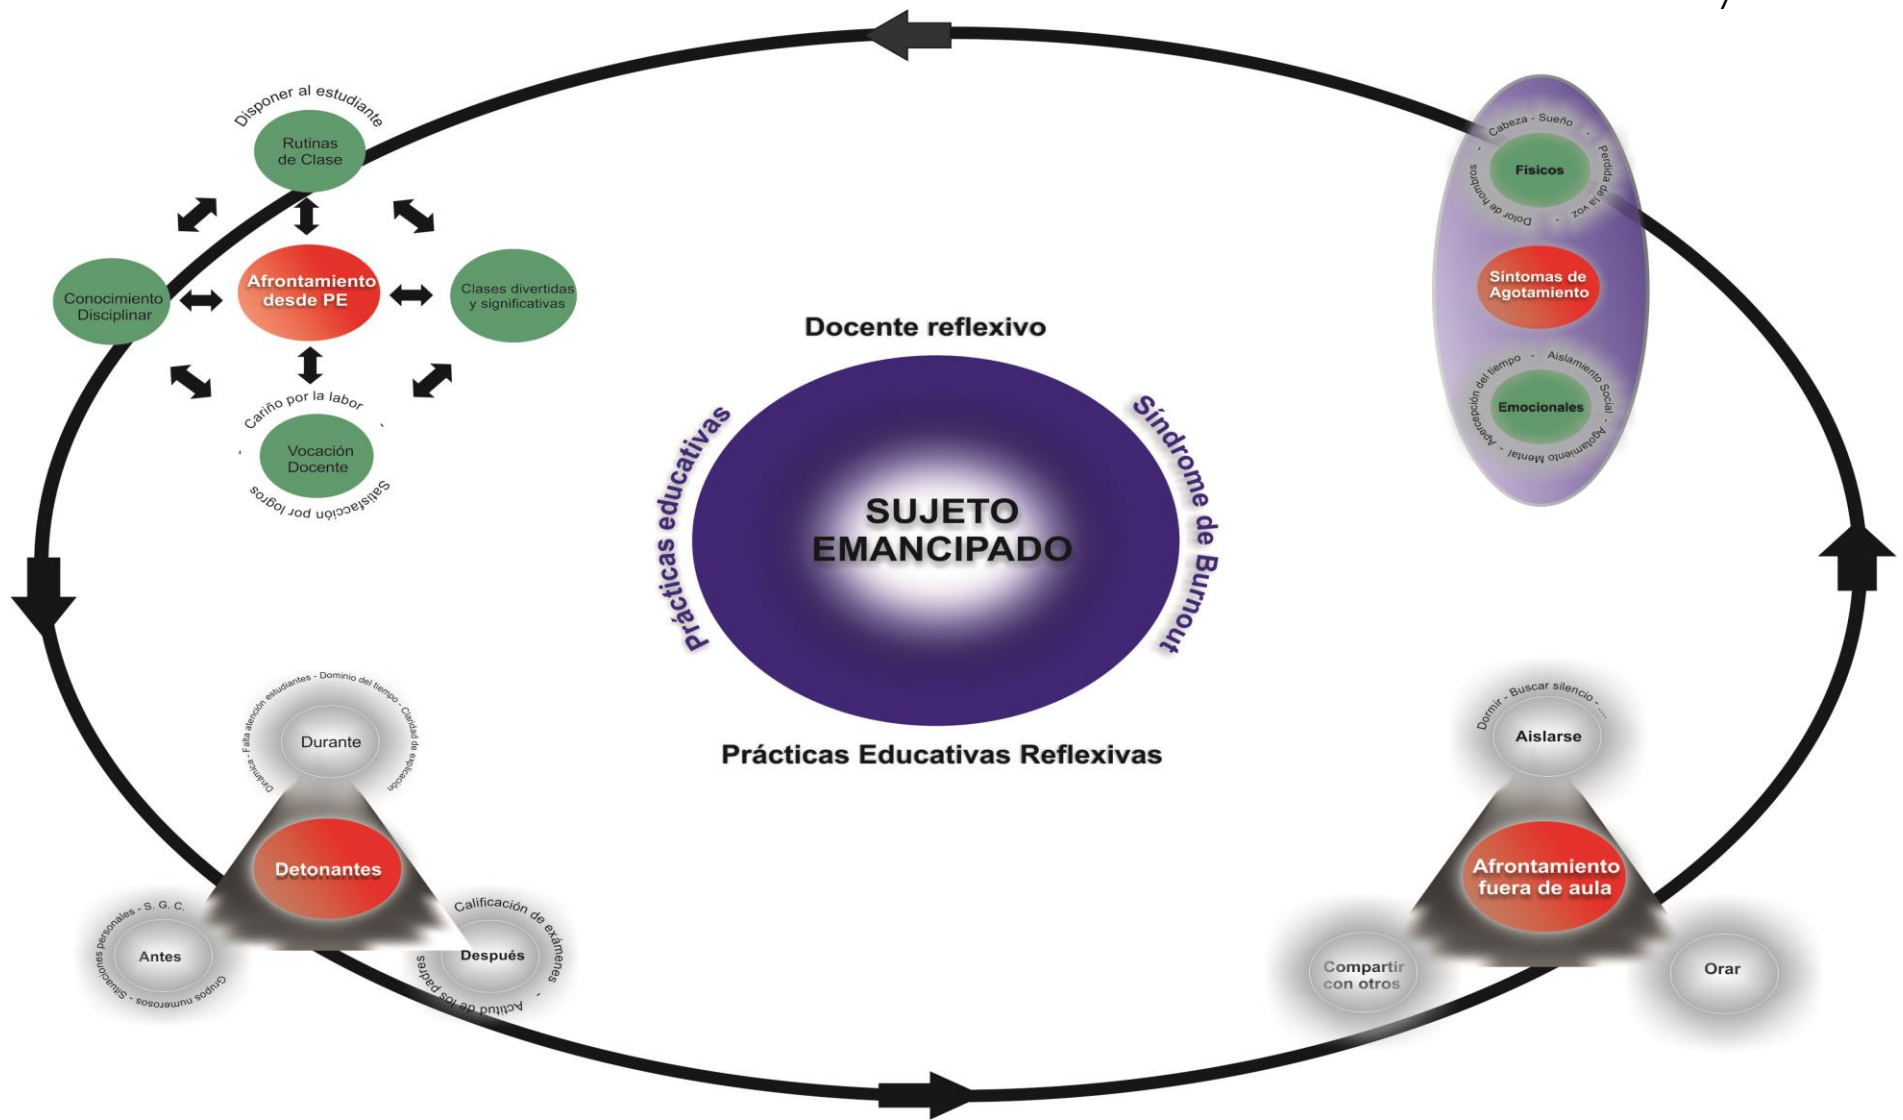 Disponer al estudiante
Rutinas
de Clase
Conocimiento
Disciplinar
Afrontamiento
desde PE
Clases divertidas
y significativas
- Cariño por la labor -
Vocación
Docente
Satisfacción por logros
Cabeza - Sueño -
Perdida de la voz -
Dolor de hombros -
Físicos
Síntomas de
Agotamiento
Apercepción del tiempo - Aislamiento Social - Agotamiento Mental -
Emocionales
Docente reflexivo
Prácticas educativas
Síndrome de Burnout
SUJETO
EMANCIPADO
Prácticas Educativas Reflexivas
Dinámica - Falta atención estudiantes - Dominio del tiempo - Claridad de explicación
Durante
Detonantes
Grupos numerosos - Situaciones personales - S. G. C.
Antes
Calificación de exámenes -
Después
Actitud de los padres
Dormir - Buscar silencio - ....
Aislarse
Afrontamiento
fuera de aula
Compartir
con otros
Orar